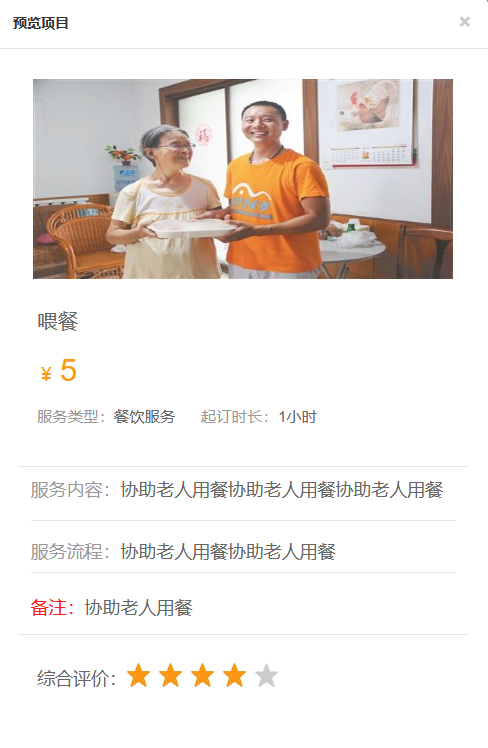 预览项目 ×
福
喂餐
¥ 5
服务类型：餐饮服务 起订时长：1小时
服务内容：协助老人用餐协助老人用餐协助老人用餐
服务流程：协助老人用餐协助老人用餐
备注：协助老人用餐
综合评价：